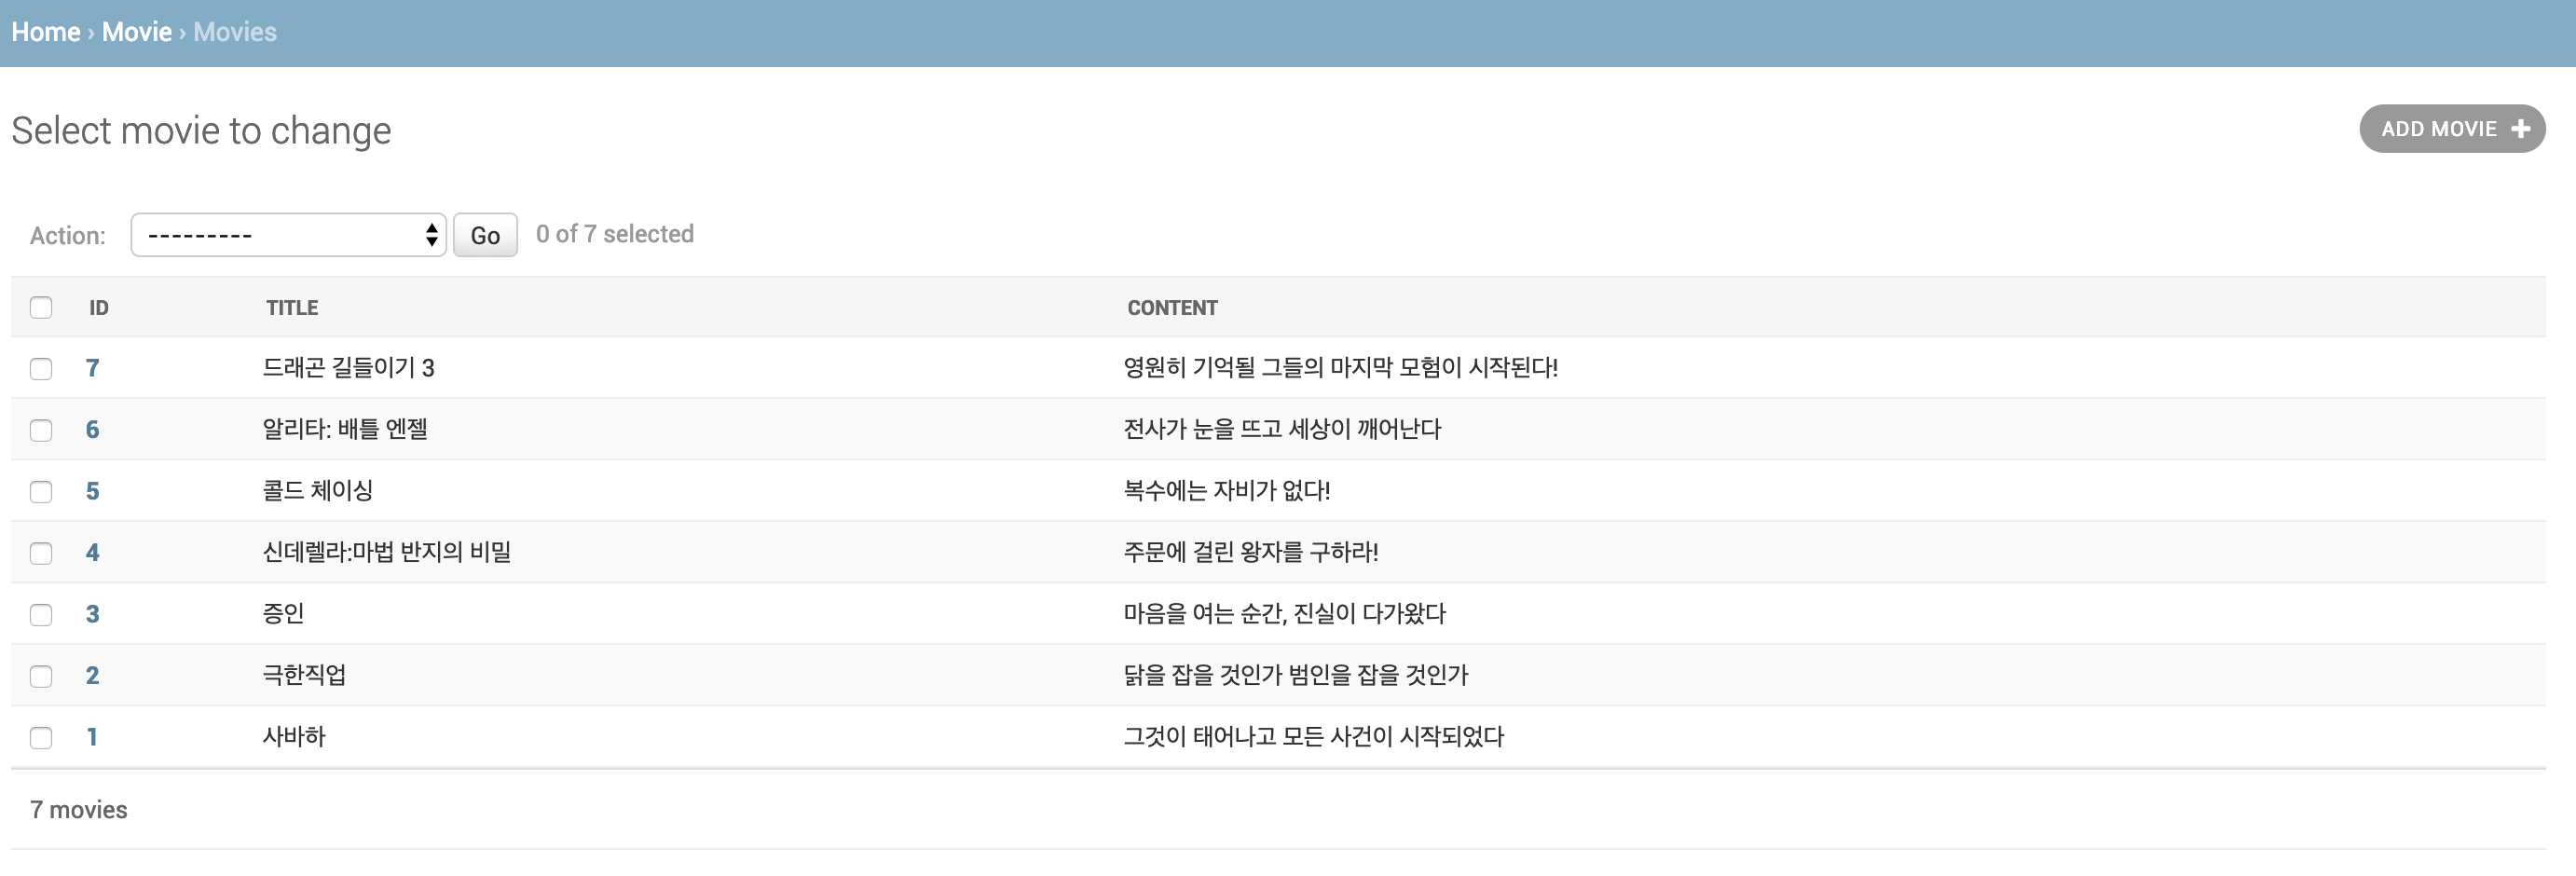 Home › Movie › Movies
Select movie to change
ADD MOVIE +
Action: --------- Go 0 of 7 selected
ID TITLE CONTENT
7 드래곤 길들이기 3 영원히 기억될 그들의 마지막 모험이 시작된다!
6 알리타: 배틀 엔젤 전사가 눈을 뜨고 세상이 깨어난다
5 콜드 체이싱 복수에는 자비가 없다!
4 신데렐라:마법 반지의 비밀 주문에 걸린 왕자를 구하라!
3 증인 마음을 여는 순간, 진실이 다가왔다
2 극한직업 닭을 잡을 것인가 범인을 잡을 것인가
1 사바하 그것이 태어나고 모든 사건이 시작되었다
7 movies